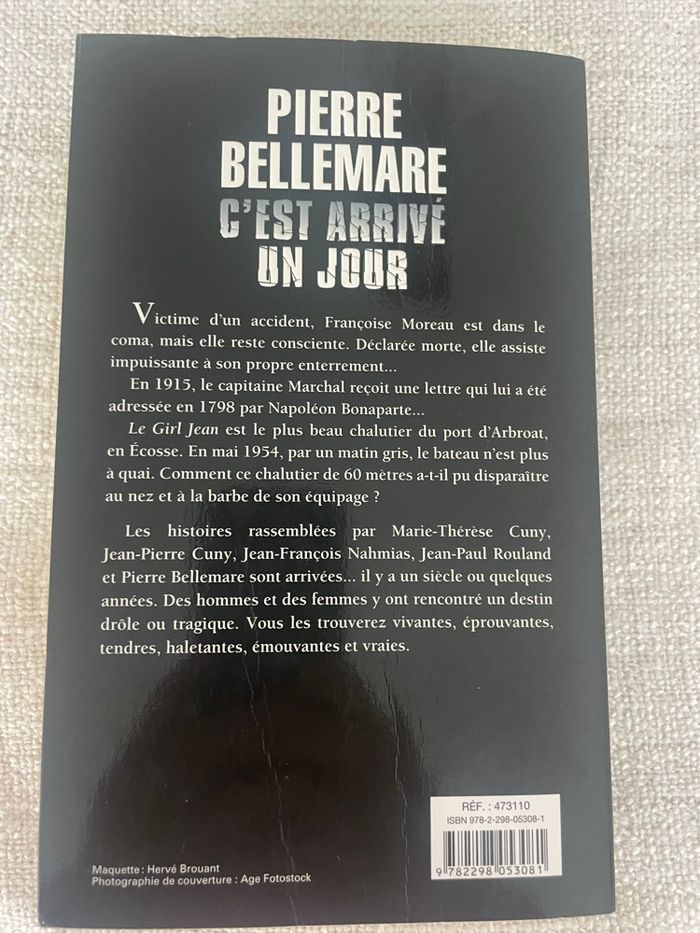 PIERRE
BELLEMARE
C'EST ARRIVÉ
UN JOUR
Victime d'un accident, Françoise Moreau est dans le
coma, mais elle reste consciente. Déclarée morte, elle assiste
impuissante à son propre enterrement...
En 1915, le capitaine Marchal reçoit une lettre qui lui a été
adressée en 1798 par Napoléon Bonaparte...
Le Girl Jean est le plus beau chalutier du port d'Arbroat,
en Écosse. En mai 1954, par un matin gris, le bateau n'est plus
à quai. Comment ce chalutier de 60 mètres a-t-il pu disparaître
au nez et à la barbe de son équipage ?
Les histoires rassemblées par Marie-Thérèse Cuny,
Jean-Pierre Cuny, Jean-François Nahmias, Jean-Paul Rouland
et Pierre Bellemare sont arrivées... il y a un siècle ou quelques
années. Des hommes et des femmes y ont rencontré un destin
drôle ou tragique. Vous les trouverez vivantes, éprouvantes,
tendres, haletantes, émouvantes et vraies.
RÉF. : 473110
ISBN 978-2-298-05308-1
9 782298 053081
Maquette : Hervé Brouant
Photographie de couverture : Age Fotostock